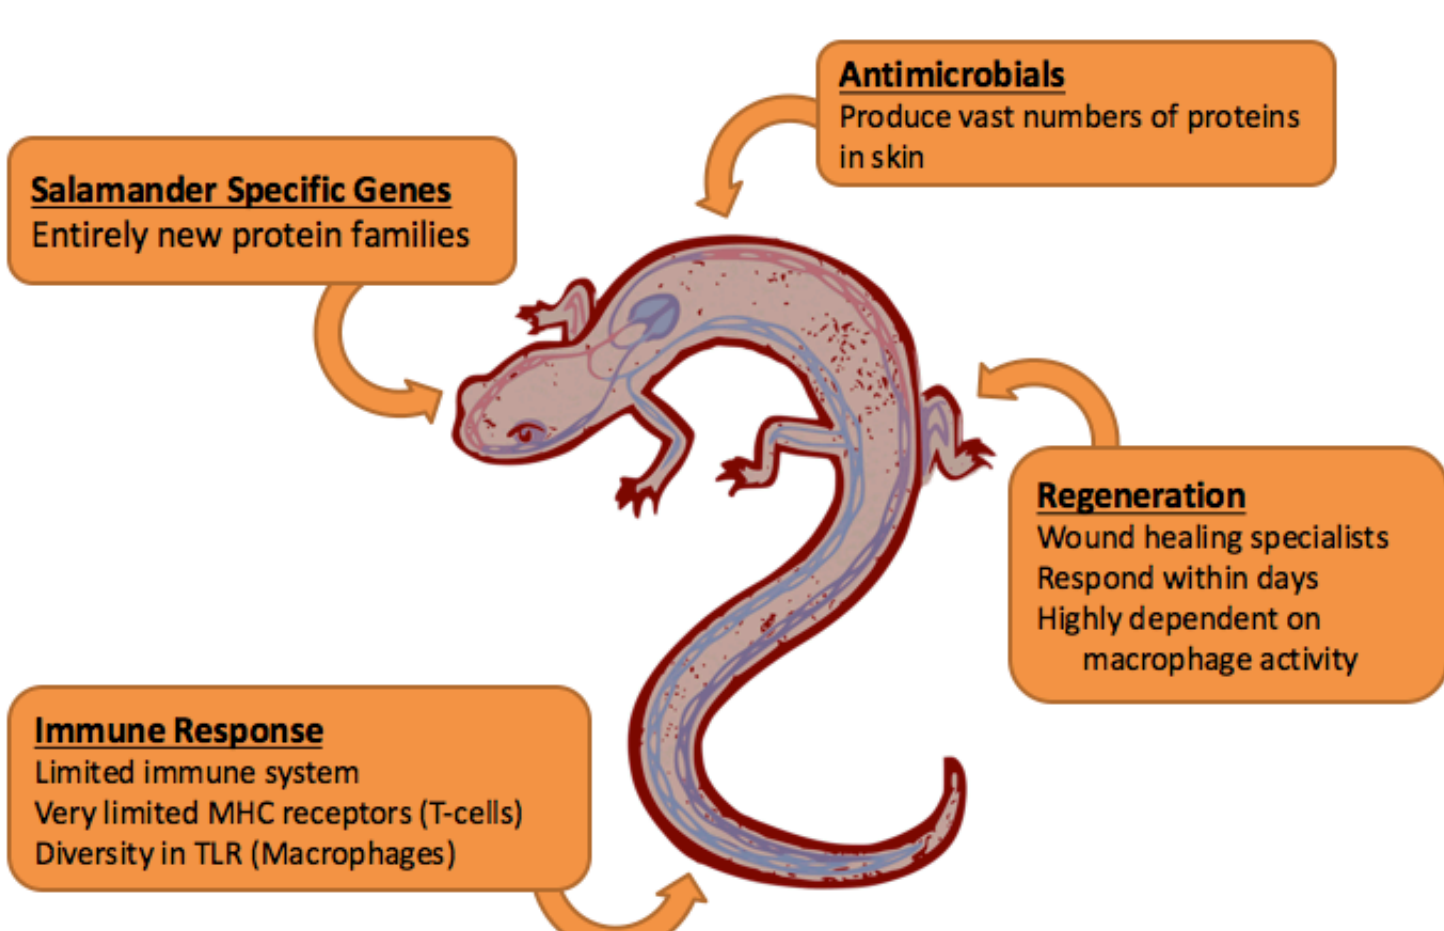 Antimicrobials
Produce vast numbers of proteins
in skin
Salamander Specific Genes
Entirely new protein families
Regeneration
Wound healing specialists
Respond within days
Highly dependent on
macrophage activity
Immune Response
Limited immune system
Very limited MHC receptors (T-cells)
Diversity in TLR (Macrophages)